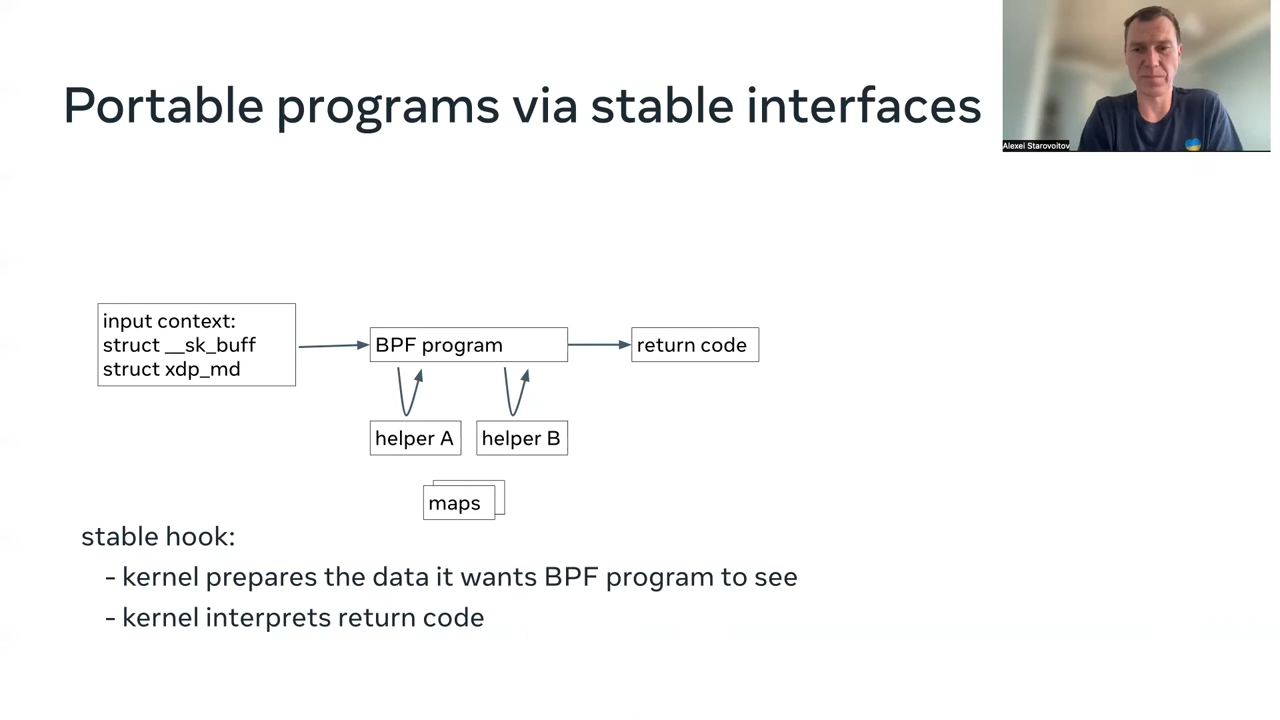 Portable programs via stable interfaces
Alexei Starovoitov
input context:
struct __sk_buff
struct xdp_md
BPF program
return code
helper A
helper B
maps
stable hook:
- kernel prepares the data it wants BPF program to see
- kernel interprets return code